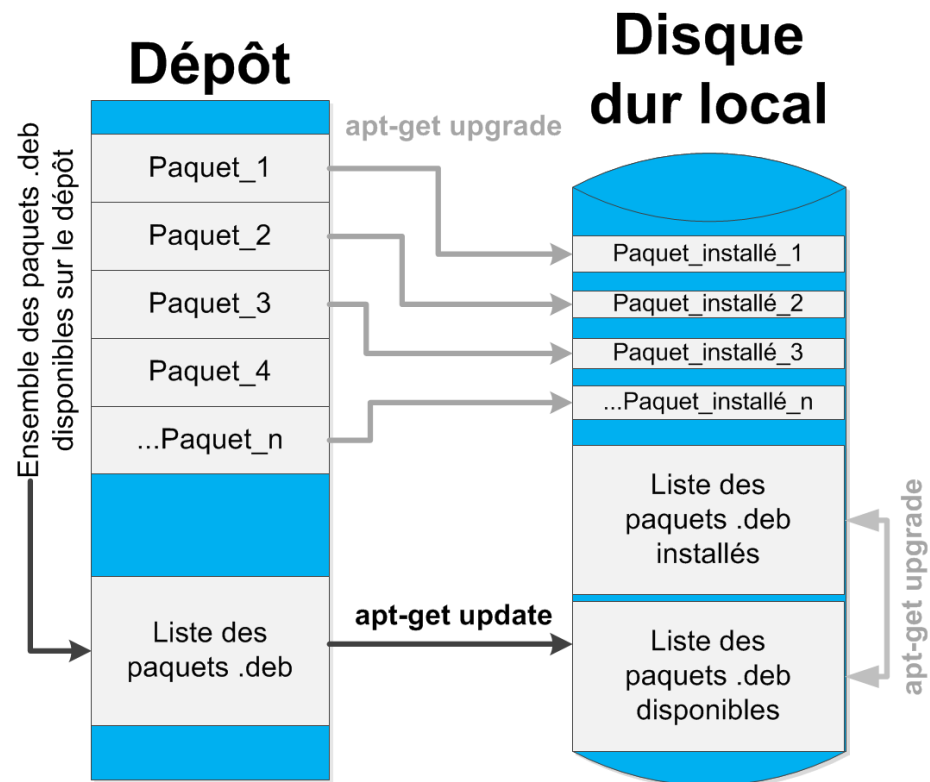 Dépôt
Disque
dur local
Ensemble des paquets .deb
disponibles sur le dépôt
apt-get upgrade
Paquet_1
Paquet_2
Paquet_3
Paquet_4
...Paquet_n
Liste des
paquets .deb
apt-get update
Paquet_installé_1
Paquet_installé_2
Paquet_installé_3
...Paquet_installé_n
Liste des
paquets .deb
installés
Liste des
paquets .deb
disponibles
apt-get upgrade